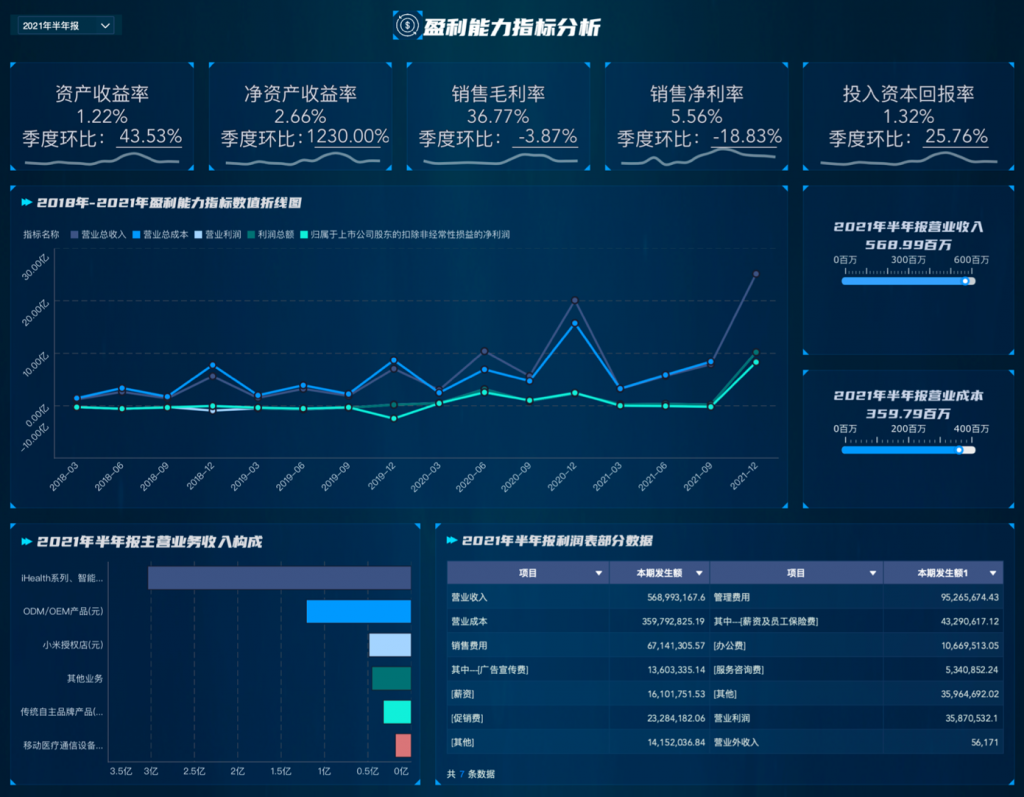 2021年半年报
盈利能力指标分析
资产收益率
1.22%
季度环比: 43.53%
净资产收益率
2.66%
季度环比:1230.00%
销售毛利率
36.77%
季度环比: -3.87%
销售净利率
5.56%
季度环比: -18.83%
投入资本回报率
1.32%
季度环比: 25.76%
2018年-2021年盈利能力指标数值折线图
指标名称 营业总收入 营业总成本 营业利润 利润总额 归属于上市公司股东的扣除非经常性损益的净利润
30.00亿
20.00亿
10.00亿
0.00亿
-10.00亿
2018-03 2018-06 2018-09 2018-12 2019-03 2019-06 2019-09 2019-12 2020-03 2020-06 2020-09 2020-12 2021-03 2021-06 2021-09 2021-12
2021年半年报营业收入
568.99百万
0百万 300百万 600百万
2021年半年报营业成本
359.79百万
0百万 200百万 400百万
2021年半年报主营业务收入构成
iHealth系列、智能...
ODM/OEM产品(元)
小米授权店(元)
其他业务
传统自主品牌产品(...
移动医疗通信设备...
3.5亿 3亿 2.5亿 2亿 1.5亿 1亿 0.5亿 0亿
2021年半年报利润表部分数据
项目 本期发生额 项目 本期发生额1
营业收入 568,993,167.6 管理费用 95,265,674.43
营业成本 359,792,825.19 其中—[薪资及员工保险费] 43,290,617.12
销售费用 67,141,305.57 [办公费] 10,669,513.05
其中—[广告宣传费] 13,603,335.14 [服务咨询费] 5,340,852.24
[薪资] 16,101,751.53 [其他] 35,964,692.02
[促销费] 23,284,182.06 营业利润 35,870,532.1
[其他] 14,152,036.84 营业外收入 56,171
共 7 条数据